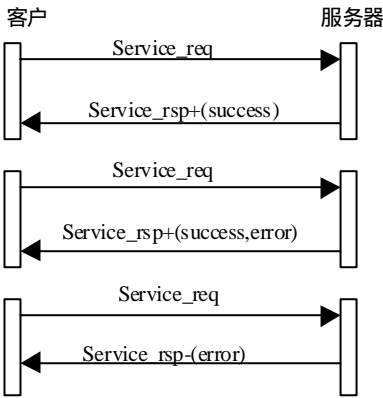 客户 服务器
Service_req
Service_rsp+(success)
Service_req
Service_rsp+(success,error)
Service_req
Service_rsp-(error)